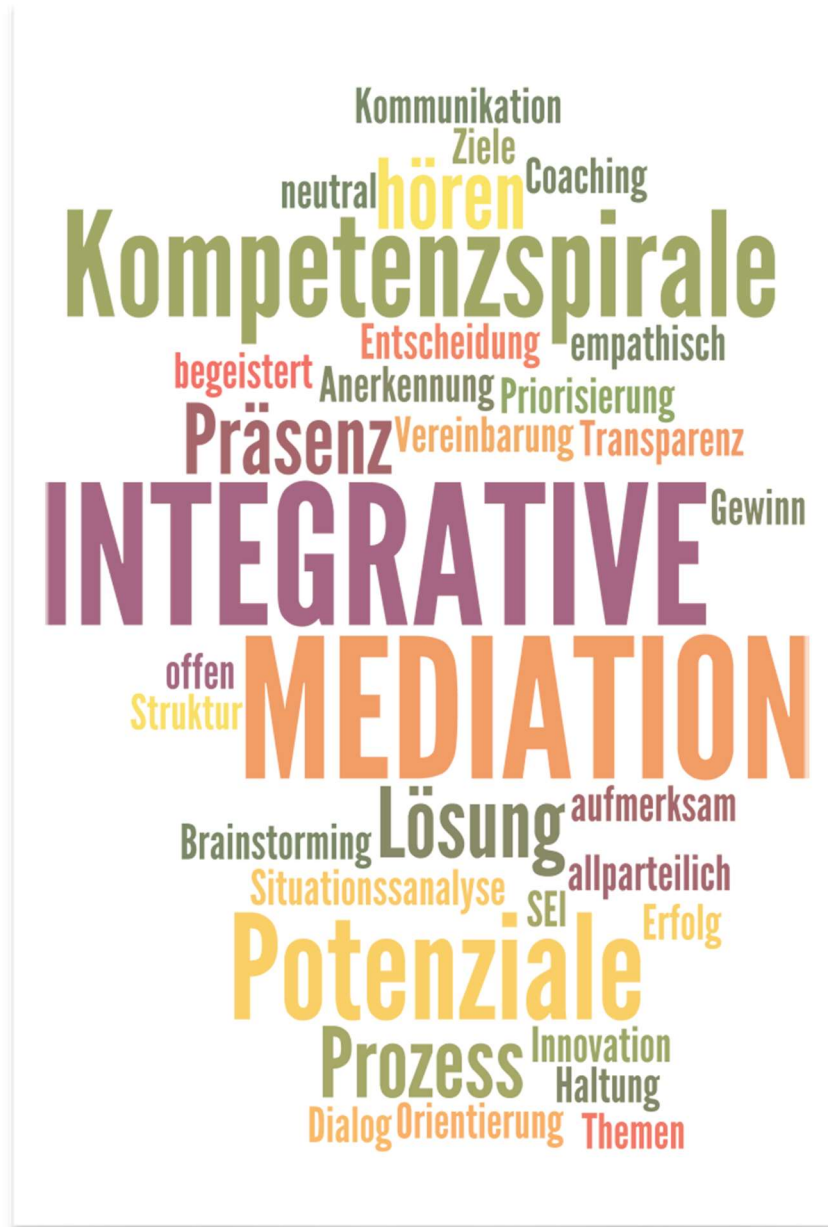 Kommunikation
Ziele
neutral hören Coaching
Kompetenzspirale
Entscheidung empathisch
begeistert Anerkennung Priorisierung
Präsenz Vereinbarung Transparenz
INTEGRATIVE Gewinn
offen
Struktur MEDIATION
Brainstorming Lösung aufmerksam
allparteilich
Situationssanalyse SEI Erfolg
Potenziale
Prozess Innovation
Haltung
Dialog Orientierung Themen